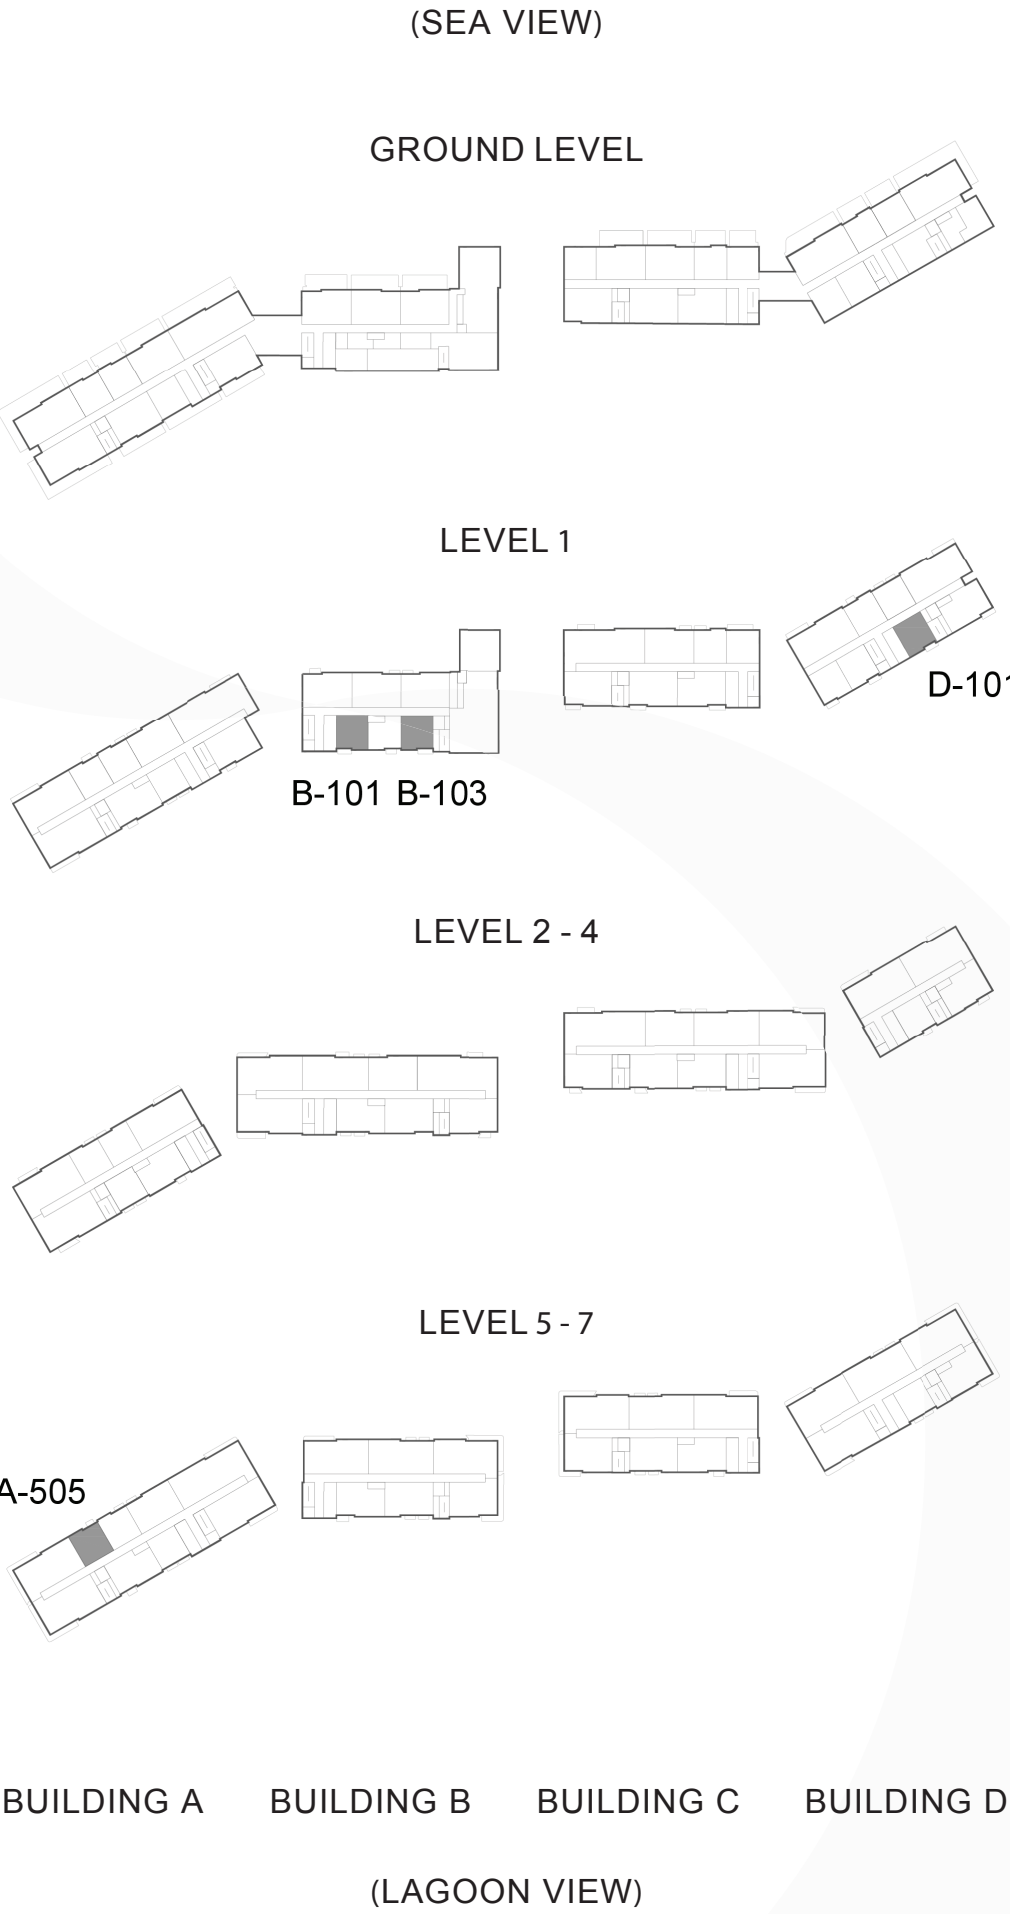 (SEA VIEW)
GROUND LEVEL
LEVEL 1
D-101
B-101 B-103
LEVEL 2 - 4
LEVEL 5 - 7
A-505
BUILDING A BUILDING B BUILDING C BUILDING D
(LAGOON VIEW)